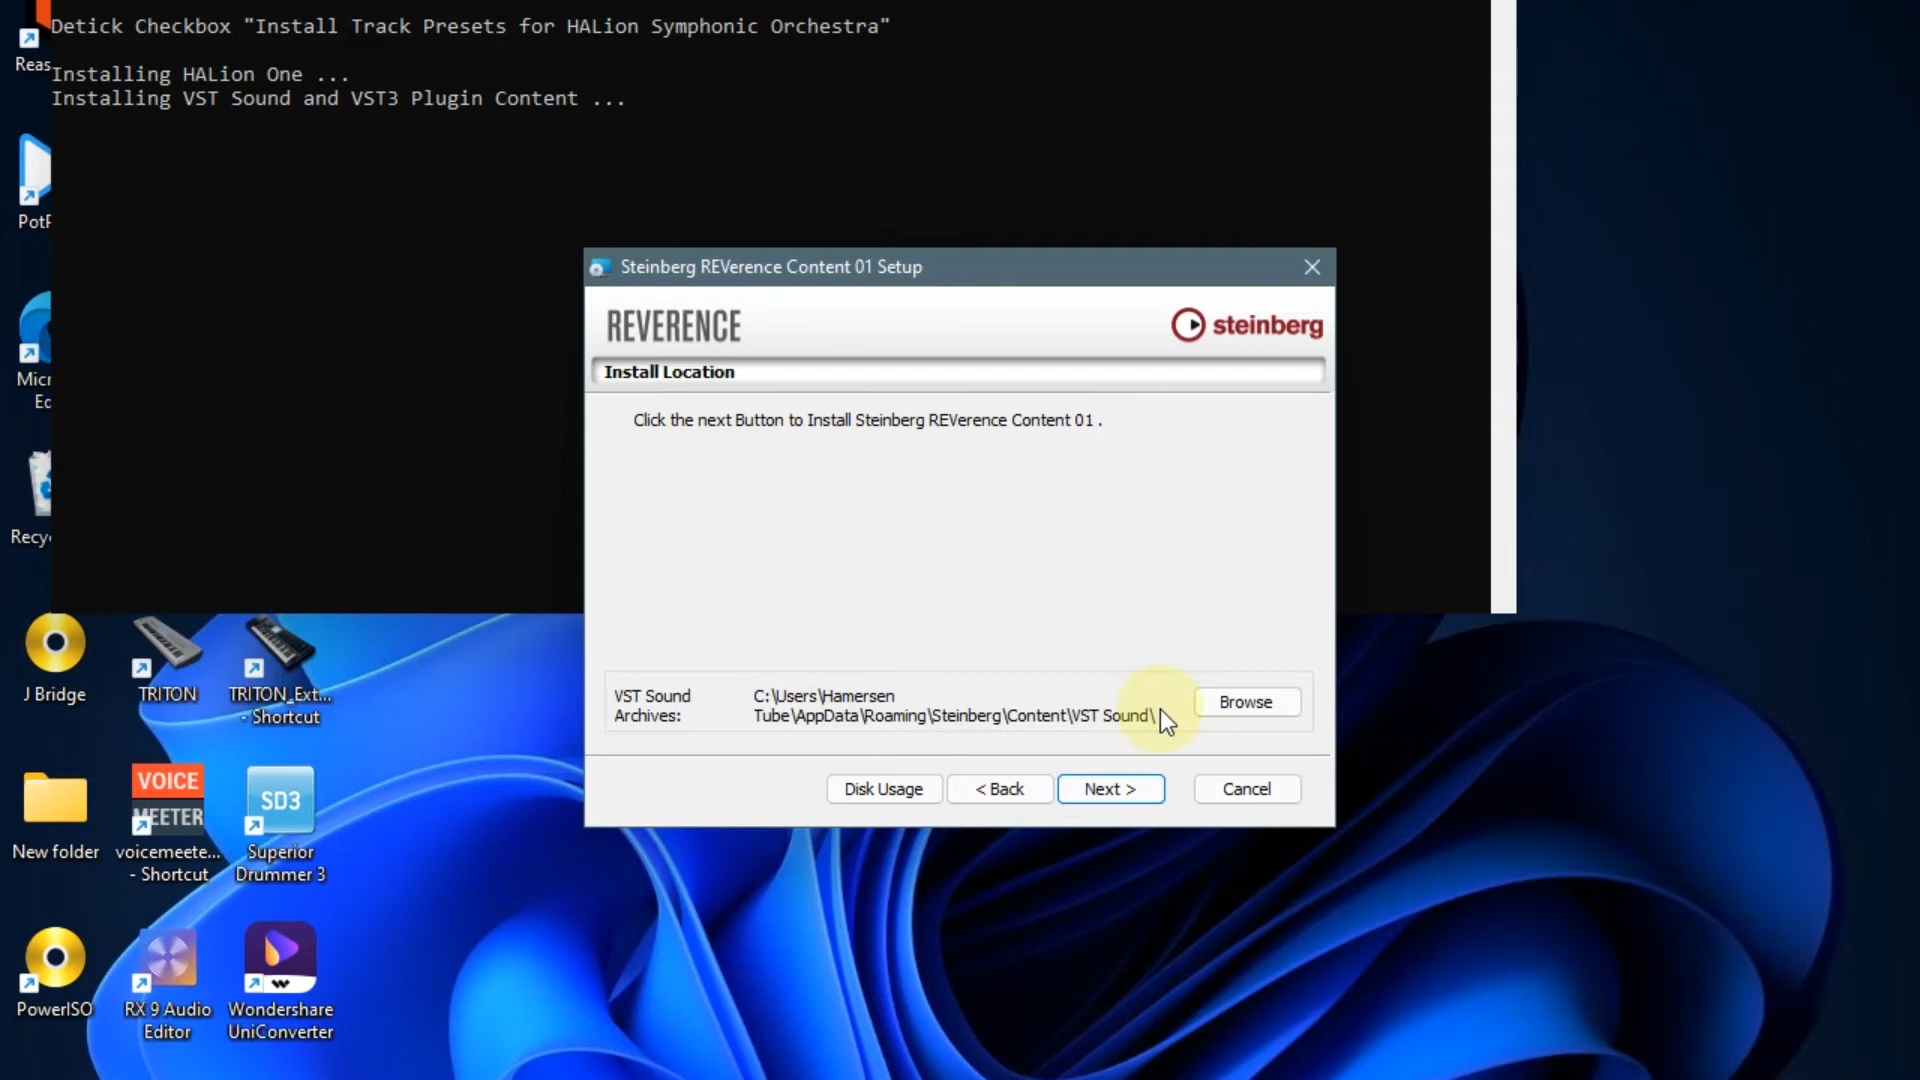 Detick Checkbox "Install Track Presets for HALion Symphonic Orchestra"
Installing HALion One ...
Installing VST Sound and VST3 Plugin Content ...
Steinberg REVerence Content 01 Setup
REVERENCE
steinberg
Install Location
Click the next Button to Install Steinberg REVerence Content 01 .
VST Sound
Archives:
C:\Users\Hamersen
Tube\AppData\Roaming\Steinberg\Content\VST Sound\
Browse
Disk Usage
< Back
Next >
Cancel
Reas
PotP
Micr
Ec
Recy
J Bridge
TRITON
TRITON_Ext...
- Shortcut
New folder
VOICE
MEETER
voicemeete...
- Shortcut
SD3
Superior
Drummer 3
PowerISO
RX 9 Audio
Editor
Wondershare
UniConverter